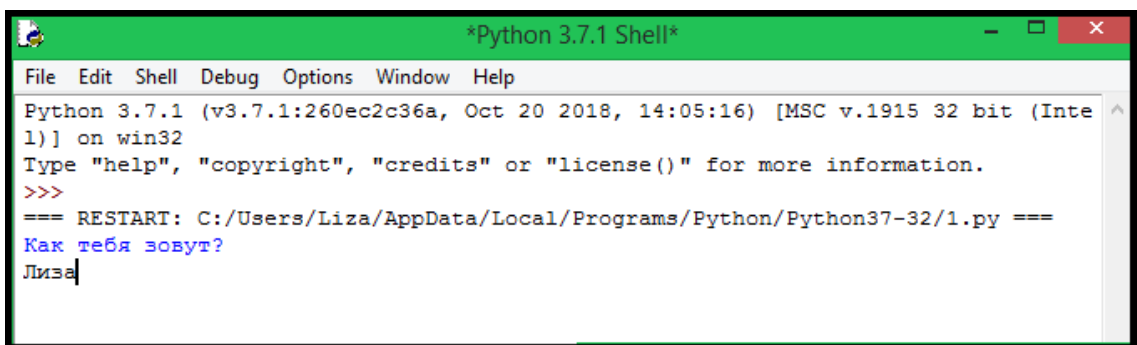 *Python 3.7.1 Shell*
File Edit Shell Debug Options Window Help
Python 3.7.1 (v3.7.1:260ec2c36a, Oct 20 2018, 14:05:16) [MSC v.1915 32 bit (Inte
l)] on win32
Type "help", "copyright", "credits" or "license()" for more information.
>>>
=== RESTART: C:/Users/Liza/AppData/Local/Programs/Python/Python37-32/1.py ===
Как тебя зовут?
Лиза